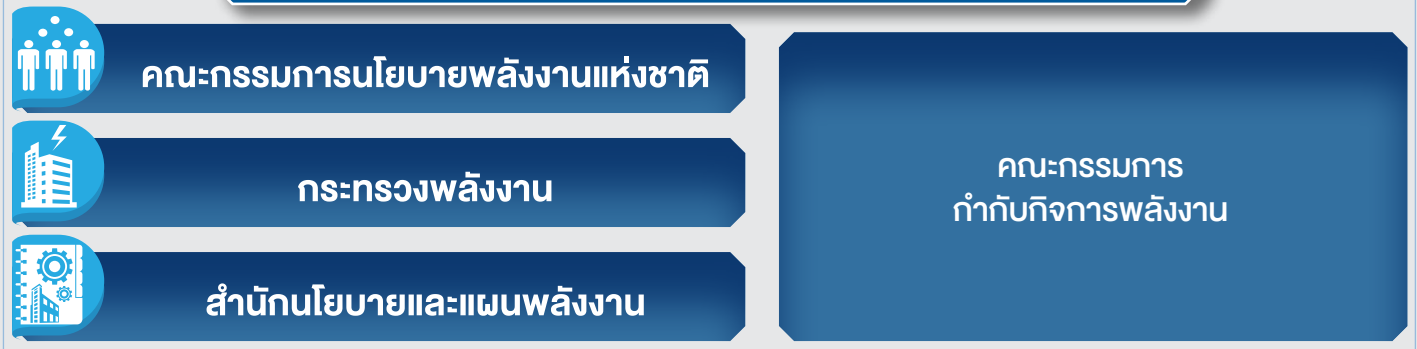 คณะกรรมการนโยบายพลังงานแห่งชาติ
กระทรวงพลังงาน
สำนักนโยบายและแผนพลังงาน
คณะกรรมการ
กำกับกิจการพลังงาน